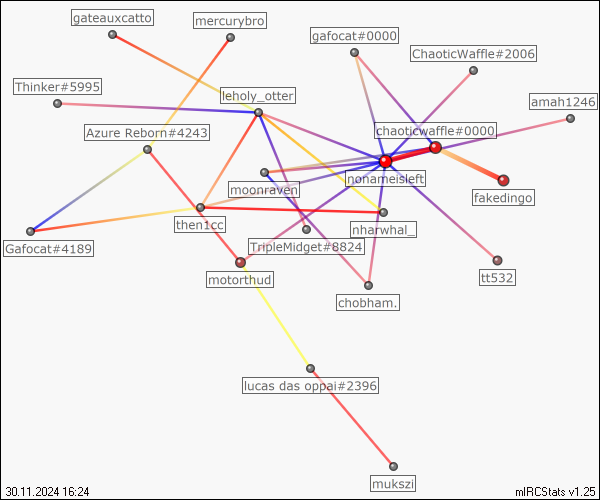 gateauxcatto
mercurybro
gafocat#0000
ChaoticWaffle#2006
Thinker#5995
leholy_otter
amah1246
Azure Reborn#4243
chaoticwaffle#0000
nonameisleft
moonraven
fakedingo
then1cc
nharwhal_
Gafocat#4189
TripleMidget#8824
motorthud
tt532
chobham.
lucas das oppai#2396
mukszi
30.11.2024 16:24
mIRCStats v1.25